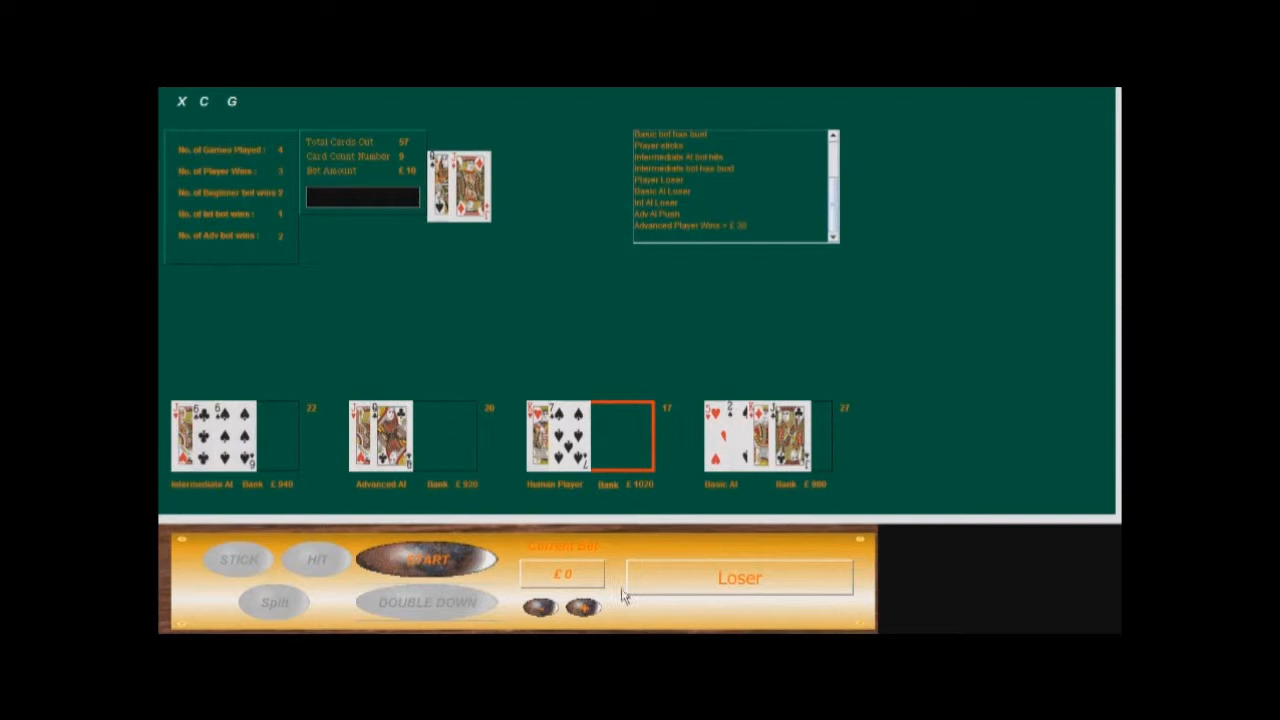 X C G
No. of Games Played : 4
No. of Player Wins : 3
No. of Beginner bot wins 2
No. of Int bot wins : 1
No. of Adv bot wins : 2
Total Cards Out 57
Card Count Number 9
Bet Amount £ 10
Basic bot has bust
Player sticks
Intermediate AI bot hits
Intermediate bot has bust
Player Loser
Basic AI Loser
Int AI Loser
Adv AI Push
Advanced Player Wins = £ 20
22
20
17
27
Intermediate AI Bank £ 940
Advanced AI Bank £ 920
Human Player Bank £ 1020
Basic AI Bank £ 980
STICK HIT START
Current Bet
£ 0
Loser
Split DOUBLE DOWN
- +